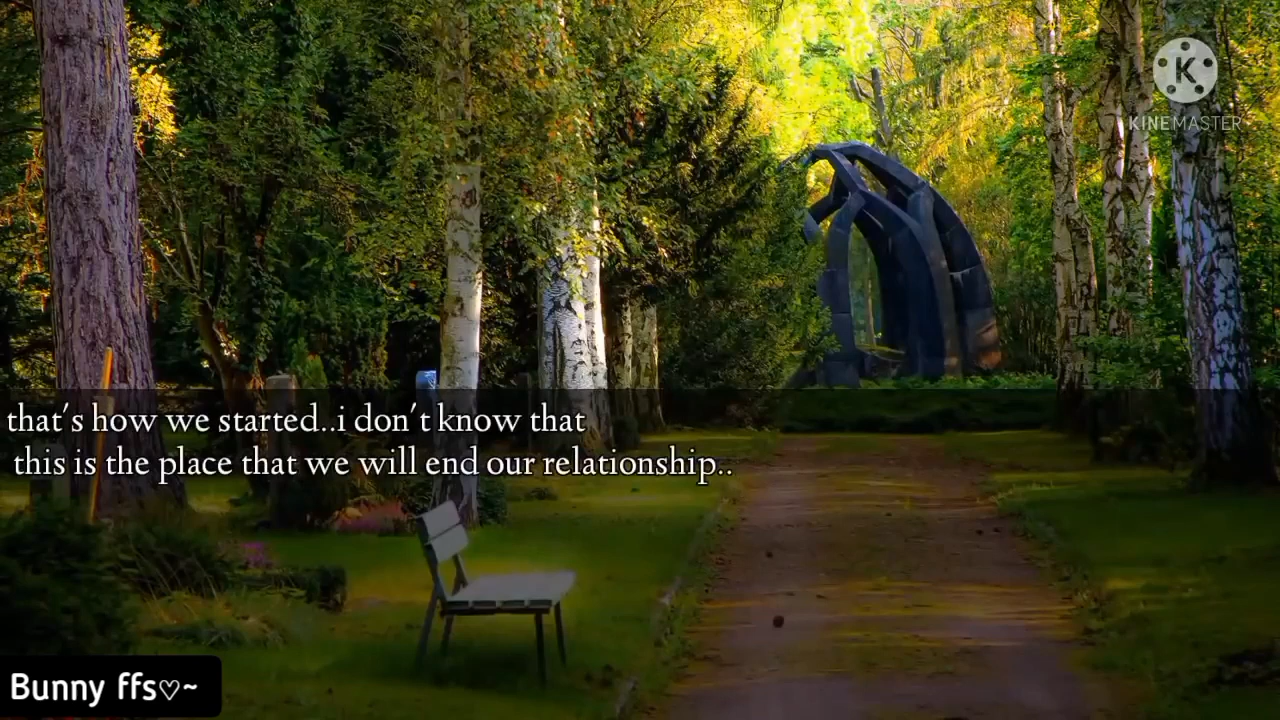 K
KINEMASTER
that's how we started..i don't know that
this is the place that we will end our relationship..
Bunny ffs♡~